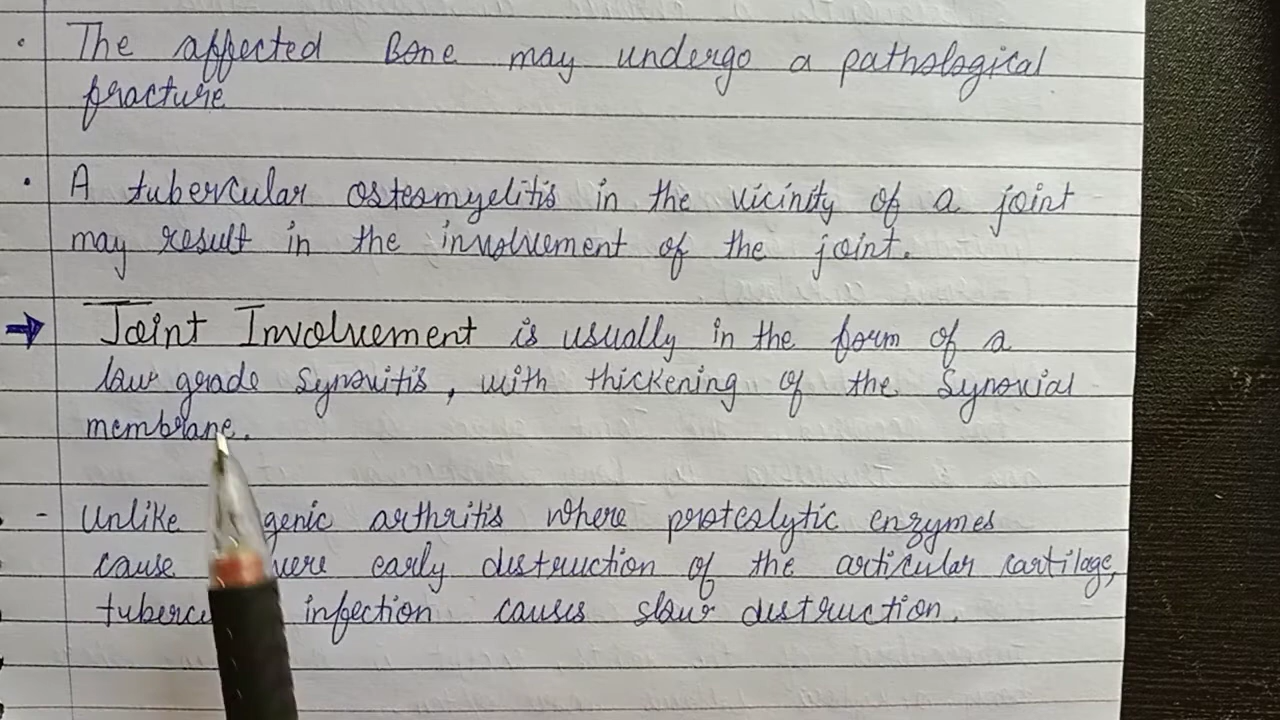 • The affected Bone may undergo a pathological
fracture
• A tubercular osteomyelitis in the vicinity of a joint
may result in the involvement of the joint.
→ Joint Involvement is usually in the form of a
low grade synovitis, with thickening of the synovial
membrane.
- Unlike genic arthritis where proteolytic enzymes
cause early destruction of the articular cartilage,
infection causes slow destruction.